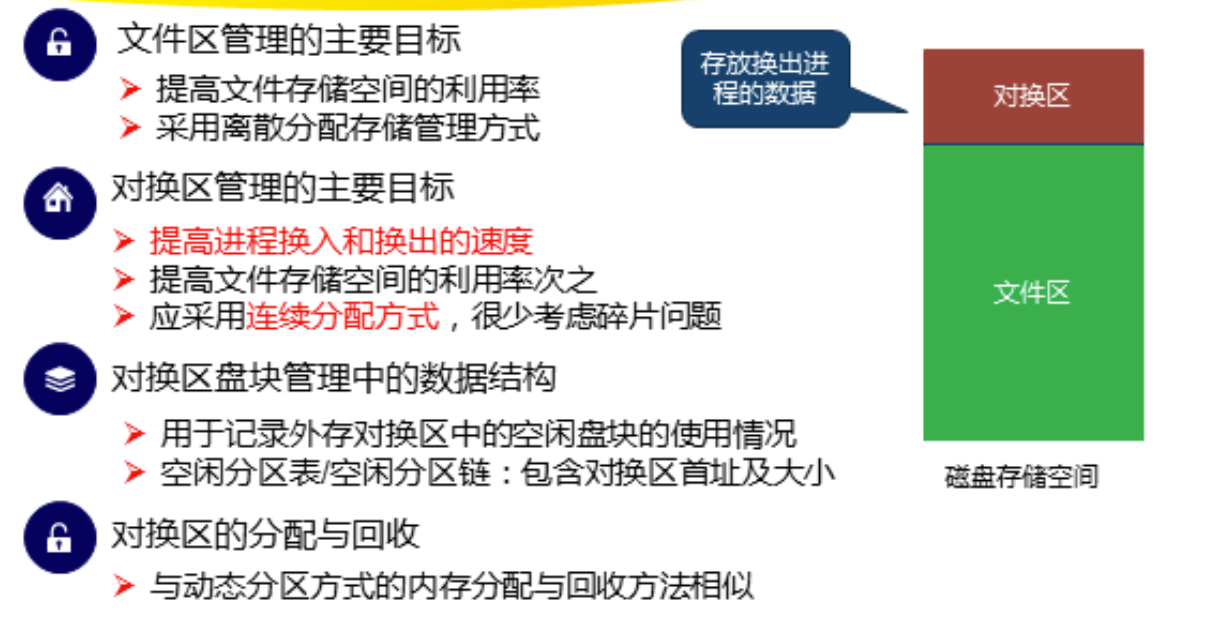 文件区管理的主要目标
提高文件存储空间的利用率
采用离散分配存储管理方式
对换区管理的主要目标
提高进程换入和换出的速度
提高文件存储空间的利用率次之
应采用连续分配方式，很少考虑碎片问题
对换区盘块管理中的数据结构
用于记录外存对换区中的空闲盘块的使用情况
空闲分区表/空闲分区链：包含对换区首址及大小
对换区的分配与回收
与动态分区方式的内存分配与回收方法相似
存放换出进
程的数据
对换区
文件区
磁盘存储空间